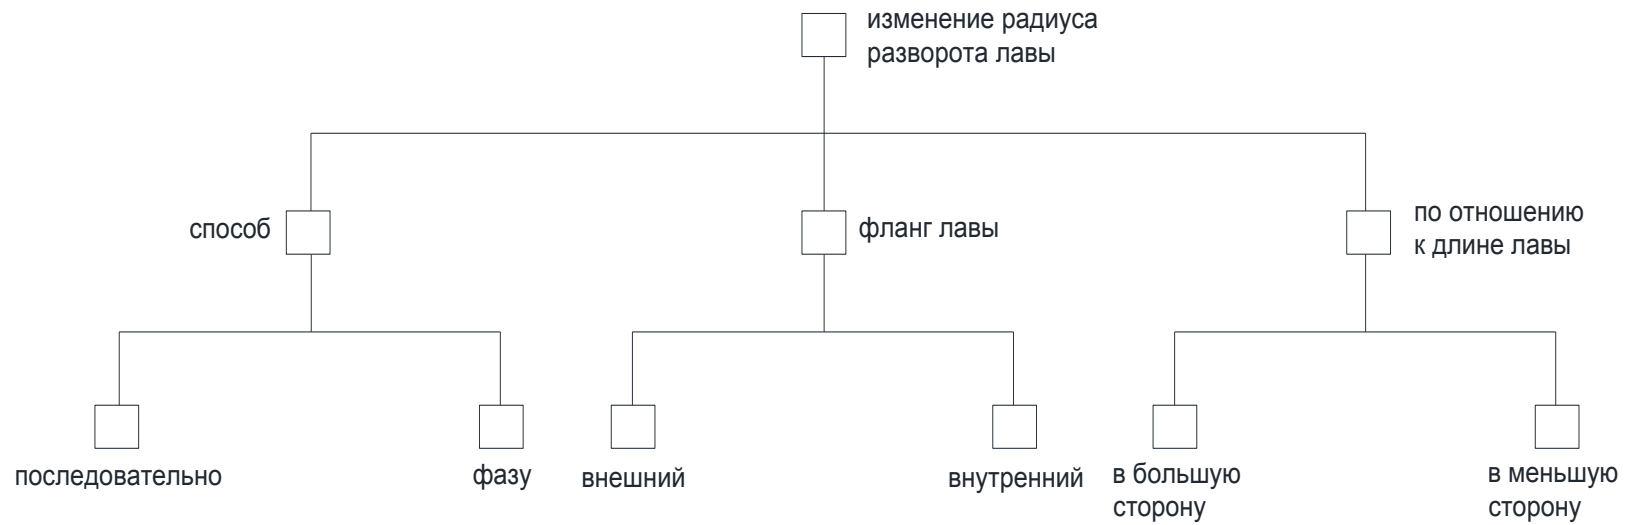 изменение радиуса
разворота лавы
способ
фланг лавы
по отношению
к длине лавы
последовательно
фазу
внешний
внутренний
в большую
сторону
в меньшую
сторону